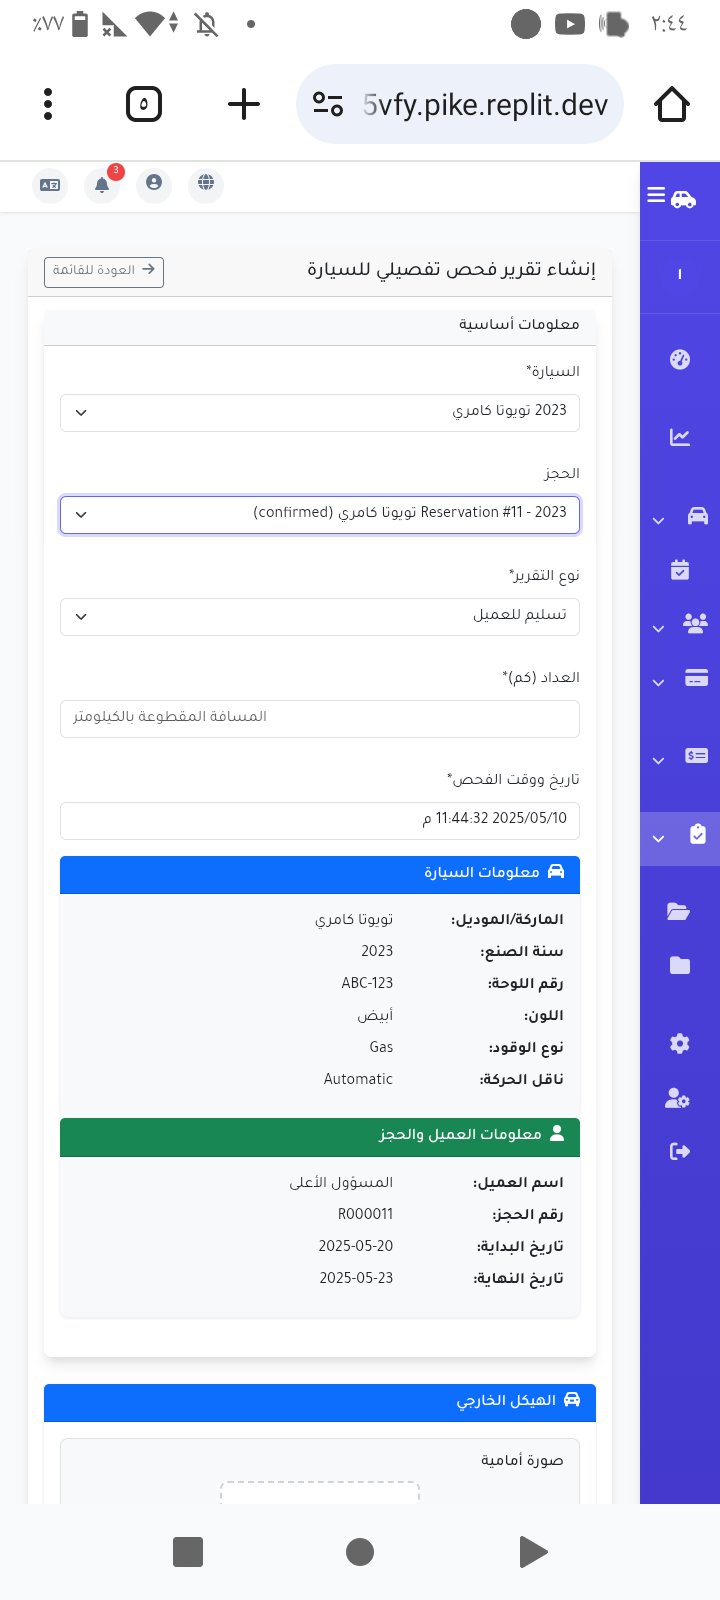 ٪٧٧
٢:٤٤
٥
5vfy.pike.replit.dev
3
ا
إنشاء تقرير فحص تفصيلي للسيارة
العودة للقائمة
معلومات أساسية
السيارة*
2023 تويوتا كامري
الحجز
Reservation #11 - 2023 تويوتا كامري (confirmed)
نوع التقرير*
تسليم للعميل
العداد (كم)*
المسافة المقطوعة بالكيلومتر
تاريخ ووقت الفحص*
2025/05/10 11:44:32 م
معلومات السيارة
الماركة/الموديل: تويوتا كامري
سنة الصنع: 2023
رقم اللوحة: ABC-123
اللون: أبيض
نوع الوقود: Gas
ناقل الحركة: Automatic
معلومات العميل والحجز
اسم العميل: المسؤول الأعلى
رقم الحجز: R000011
تاريخ البداية: 2025-05-20
تاريخ النهاية: 2025-05-23
الهيكل الخارجي
صورة أمامية